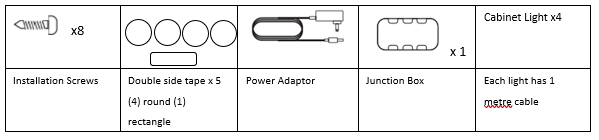 x8
x 1
Cabinet Light x4
Installation Screws
Double side tape x 5
(4) round (1)
rectangle
Power Adaptor
Junction Box
Each light has 1
metre cable